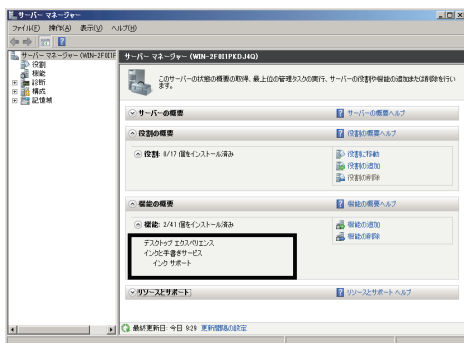 サーバー マネージャー
ファイル(F) 操作(A) 表示(V) ヘルプ(H)
サーバー マネージャー (WIN-2F0I1F
役割
機能
診断
構成
記憶域
サーバー マネージャー (WIN-2F0I1PKDJ4Q)
このサーバーの状態の概要の取得、最上位の管理タスクの実行、サーバーの役割や機能の追加または削除を行います。
サーバーの概要
サーバーの概要ヘルプ
役割の概要
役割の概要ヘルプ
役割: 0/17 個をインストール済み
役割に移動
役割の追加
役割の削除
機能の概要
機能の概要ヘルプ
機能: 2/41 個をインストール済み
機能の追加
機能の削除
デスクトップ エクスペリエンス
インクと手書きサービス
インク サポート
リソースとサポート
リソースとサポート ヘルプ
最終更新日: 今日 9:28 更新間隔の設定